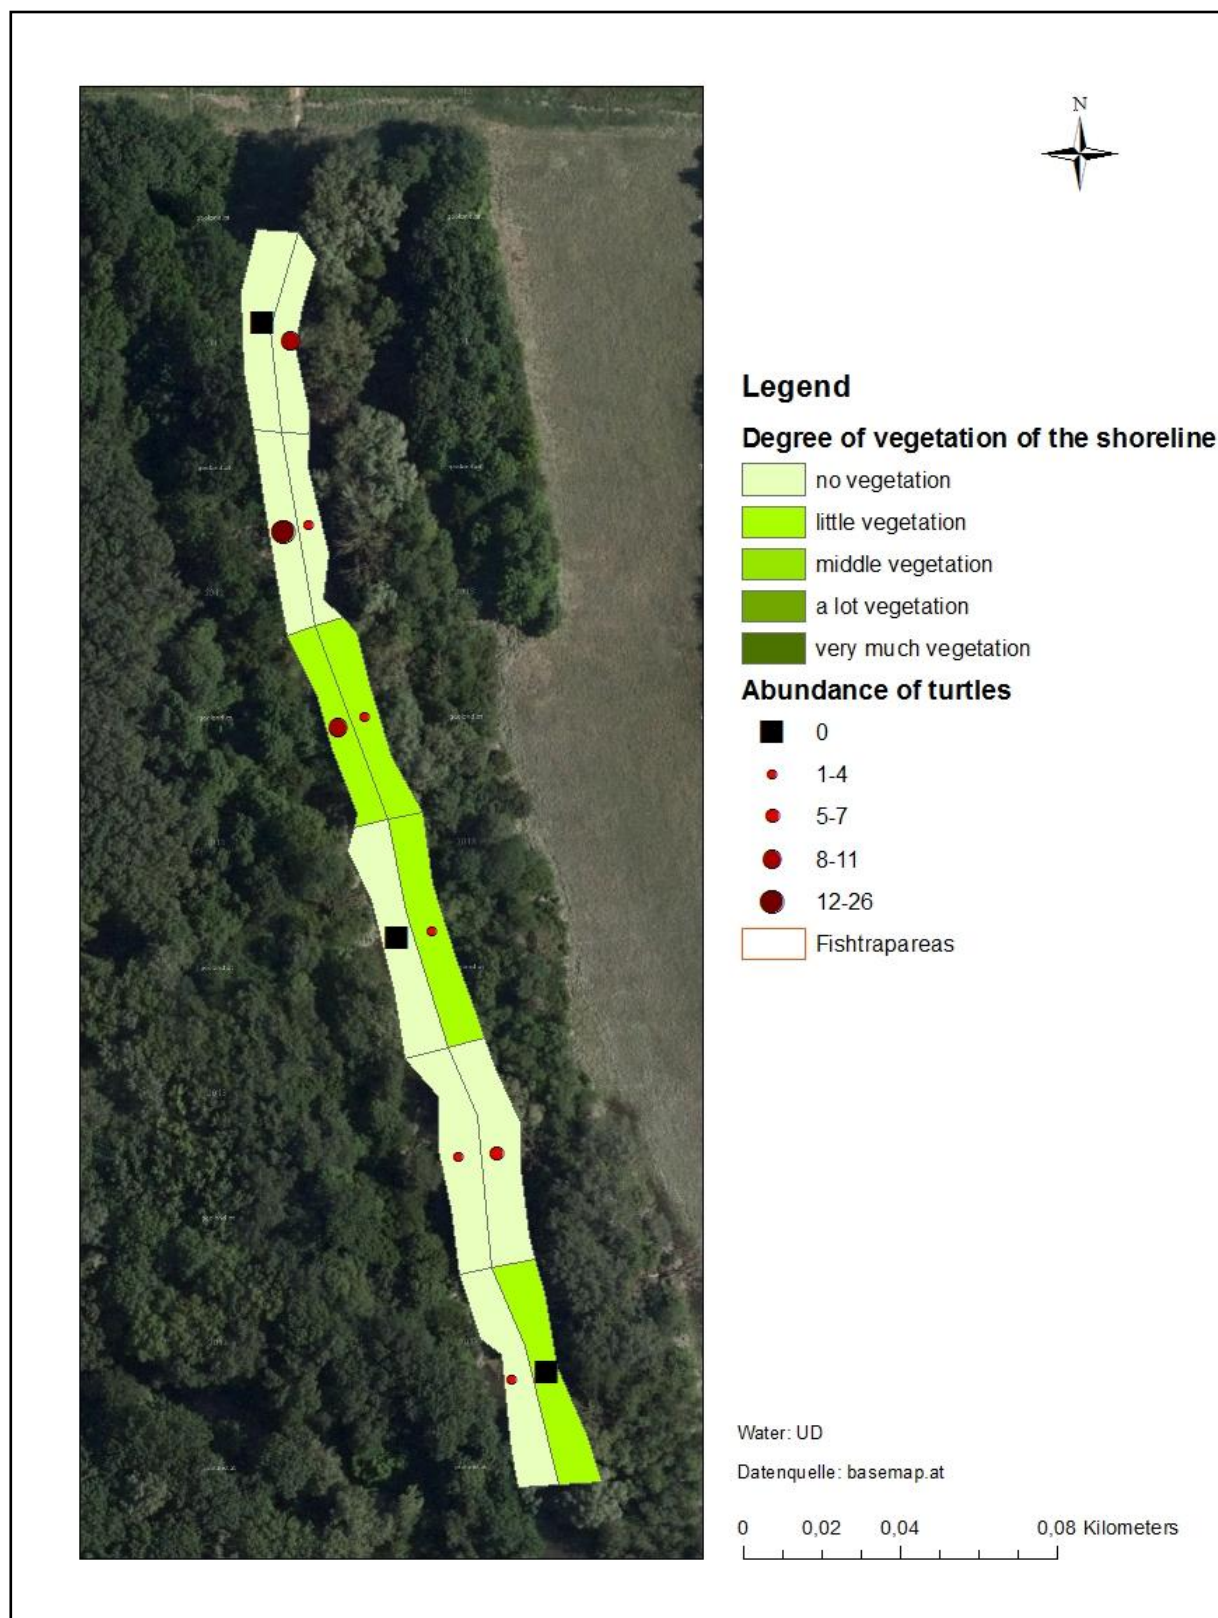 N
Legend
Degree of vegetation of the shoreline
no vegetation
little vegetation
middle vegetation
a lot vegetation
very much vegetation
Abundance of turtles
0
1-4
5-7
8-11
12-26
Fishtrapareas
Water: UD
Datenquelle: basemap.at
0 0,02 0,04 0,08 Kilometers